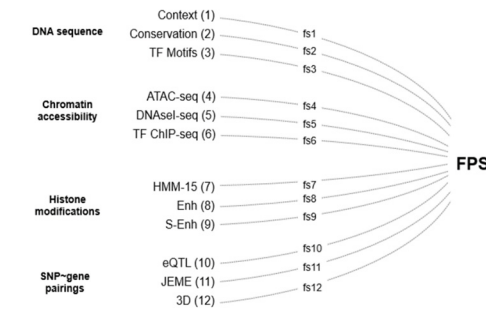 DNA sequence
Context (1)
Conservation (2)
TF Motifs (3)
fs1
fs2
fs3
Chromatin
accessibility
ATAC-seq (4)
DNAseI-seq (5)
TF ChIP-seq (6)
fs4
fs5
fs6
FPS
Histone
modifications
HMM-15 (7)
Enh (8)
S-Enh (9)
fs7
fs8
fs9
SNP~gene
pairings
eQTL (10)
JEME (11)
3D (12)
fs10
fs11
fs12